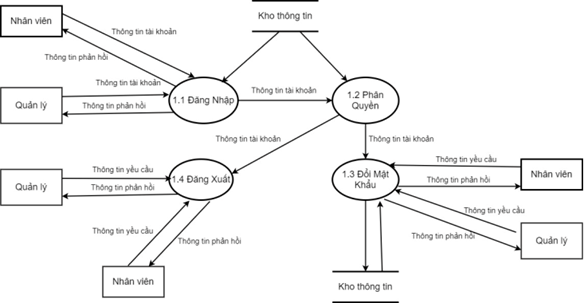 Kho thông tin
Nhân viên
Thông tin tài khoản
Thông tin phản hồi
Thông tin tài khoản
Quản lý
Thông tin phản hồi
1.1 Đăng Nhập
Thông tin tài khoản
1.2 Phân
Quyền
Thông tin tài khoản
Thông tin tài khoản
Thông tin yêu cầu
Quản lý
Thông tin phản hồi
1.4 Đăng Xuất
1.3 Đổi Mật
Khẩu
Thông tin yêu cầu
Nhân viên
Thông tin phản hồi
Thông tin yêu cầu
Thông tin phản hồi
Thông tin yêu cầu
Thông tin phản hồi
Quản lý
Nhân viên
Kho thông tin